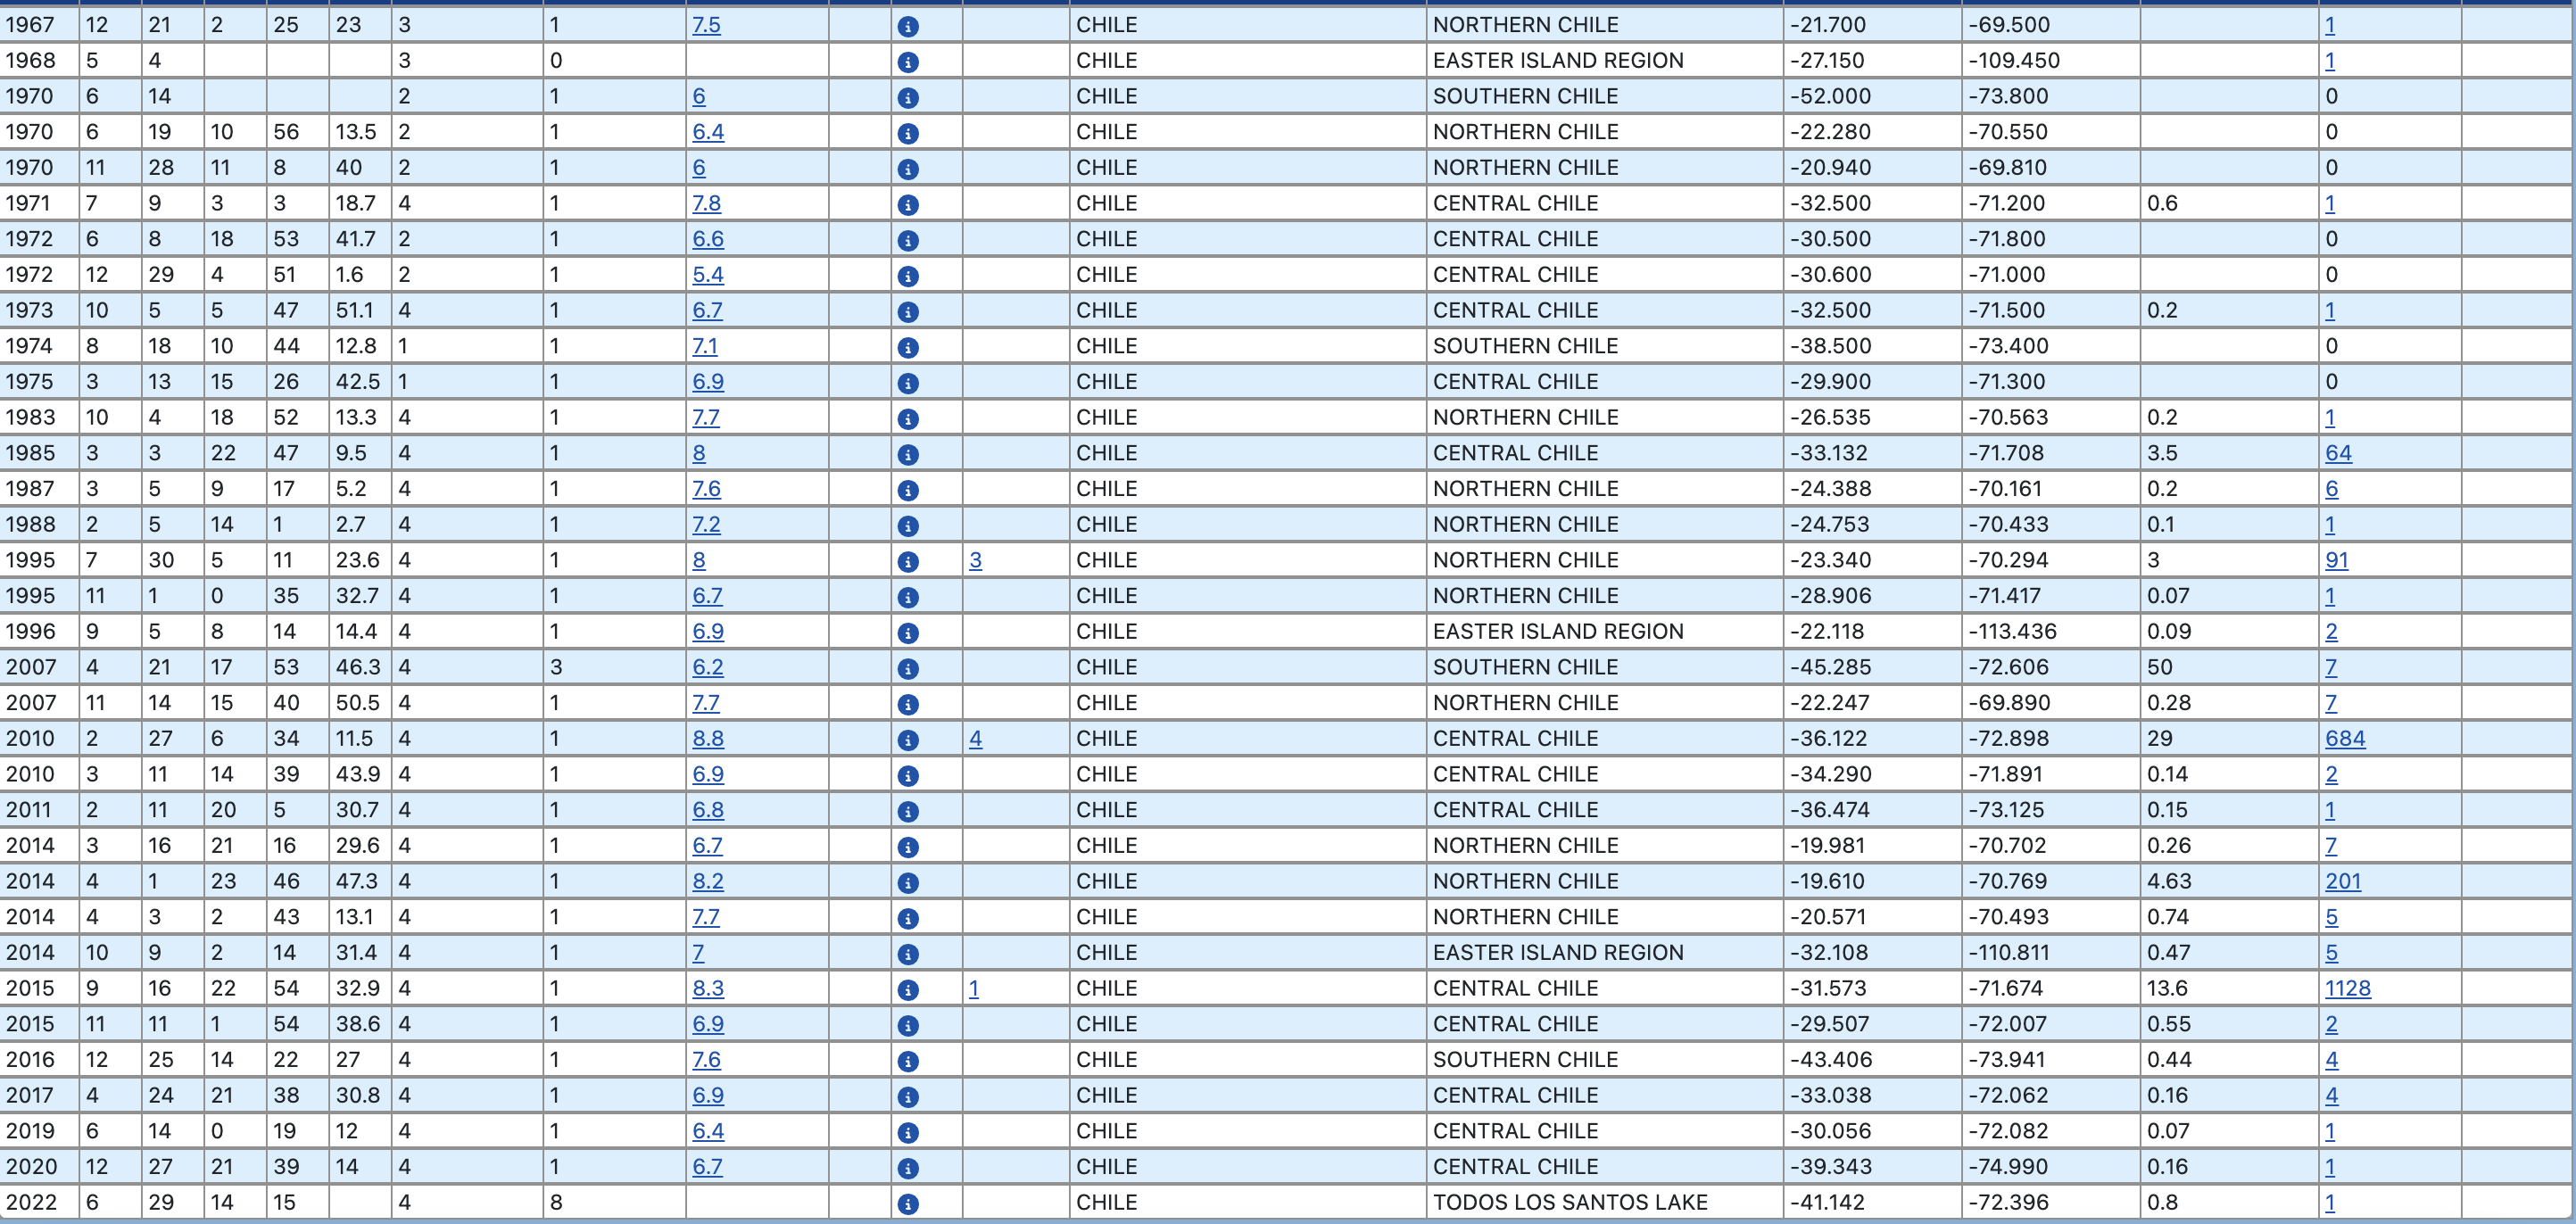 1967 12 21 2 25 23 3 1 7.5 CHILE NORTHERN CHILE -21.700 -69.500 1
1968 5 4 3 0 CHILE EASTER ISLAND REGION -27.150 -109.450 1
1970 6 14 2 1 6 CHILE SOUTHERN CHILE -52.000 -73.800 0
1970 6 19 10 56 13.5 2 1 6.4 CHILE NORTHERN CHILE -22.280 -70.550 0
1970 11 28 11 8 40 2 1 6 CHILE NORTHERN CHILE -20.940 -69.810 0
1971 7 9 3 3 18.7 4 1 7.8 CHILE CENTRAL CHILE -32.500 -71.200 0.6 1
1972 6 8 18 53 41.7 2 1 6.6 CHILE CENTRAL CHILE -30.500 -71.800 0
1972 12 29 4 51 1.6 2 1 5.4 CHILE CENTRAL CHILE -30.600 -71.000 0
1973 10 5 5 47 51.1 4 1 6.7 CHILE CENTRAL CHILE -32.500 -71.500 0.2 1
1974 8 18 10 44 12.8 1 1 7.1 CHILE SOUTHERN CHILE -38.500 -73.400 0
1975 3 13 15 26 42.5 1 1 6.9 CHILE CENTRAL CHILE -29.900 -71.300 0
1983 10 4 18 52 13.3 4 1 7.7 CHILE NORTHERN CHILE -26.535 -70.563 0.2 1
1985 3 3 22 47 9.5 4 1 8 CHILE CENTRAL CHILE -33.132 -71.708 3.5 64
1987 3 5 9 17 5.2 4 1 7.6 CHILE NORTHERN CHILE -24.388 -70.161 0.2 6
1988 2 5 14 1 2.7 4 1 7.2 CHILE NORTHERN CHILE -24.753 -70.433 0.1 1
1995 7 30 5 11 23.6 4 1 8 3 CHILE NORTHERN CHILE -23.340 -70.294 3 91
1995 11 1 0 35 32.7 4 1 6.7 CHILE NORTHERN CHILE -28.906 -71.417 0.07 1
1996 9 5 8 14 14.4 4 1 6.9 CHILE EASTER ISLAND REGION -22.118 -113.436 0.09 2
2007 4 21 17 53 46.3 4 3 6.2 CHILE SOUTHERN CHILE -45.285 -72.606 50 7
2007 11 14 15 40 50.5 4 1 7.7 CHILE NORTHERN CHILE -22.247 -69.890 0.28 7
2010 2 27 6 34 11.5 4 1 8.8 4 CHILE CENTRAL CHILE -36.122 -72.898 29 684
2010 3 11 14 39 43.9 4 1 6.9 CHILE CENTRAL CHILE -34.290 -71.891 0.14 2
2011 2 11 20 5 30.7 4 1 6.8 CHILE CENTRAL CHILE -36.474 -73.125 0.15 1
2014 3 16 21 16 29.6 4 1 6.7 CHILE NORTHERN CHILE -19.981 -70.702 0.26 7
2014 4 1 23 46 47.3 4 1 8.2 CHILE NORTHERN CHILE -19.610 -70.769 4.63 201
2014 4 3 2 43 13.1 4 1 7.7 CHILE NORTHERN CHILE -20.571 -70.493 0.74 5
2014 10 9 2 14 31.4 4 1 7 CHILE EASTER ISLAND REGION -32.108 -110.811 0.47 5
2015 9 16 22 54 32.9 4 1 8.3 1 CHILE CENTRAL CHILE -31.573 -71.674 13.6 1128
2015 11 11 1 54 38.6 4 1 6.9 CHILE CENTRAL CHILE -29.507 -72.007 0.55 2
2016 12 25 14 22 27 4 1 7.6 CHILE SOUTHERN CHILE -43.406 -73.941 0.44 4
2017 4 24 21 38 30.8 4 1 6.9 CHILE CENTRAL CHILE -33.038 -72.062 0.16 4
2019 6 14 0 19 12 4 1 6.4 CHILE CENTRAL CHILE -30.056 -72.082 0.07 1
2020 12 27 21 39 14 4 1 6.7 CHILE CENTRAL CHILE -39.343 -74.990 0.16 1
2022 6 29 14 15 4 8 CHILE TODOS LOS SANTOS LAKE -41.142 -72.396 0.8 1